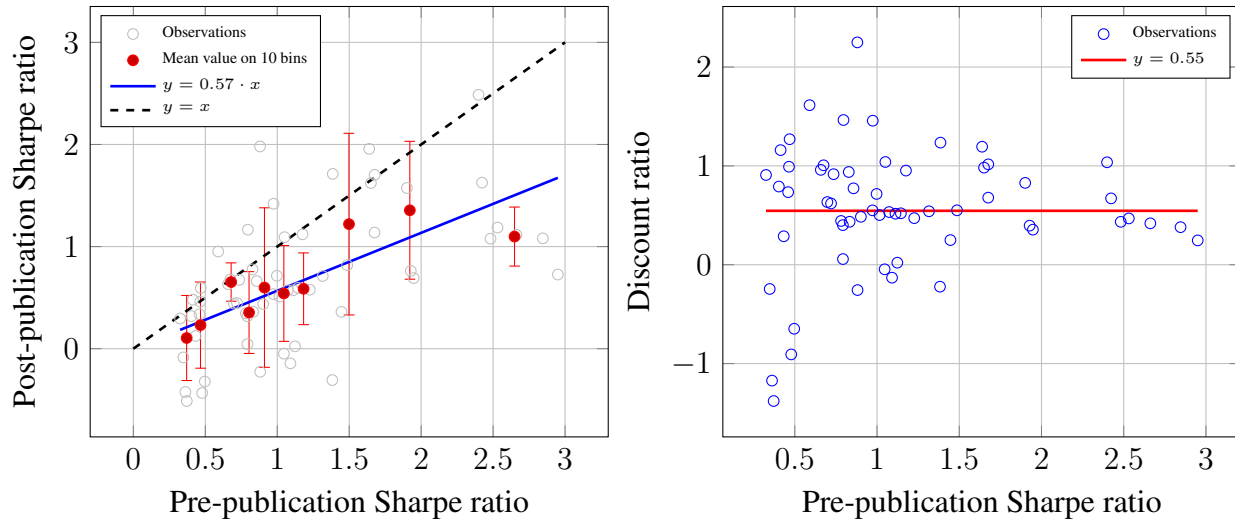 Observations
Mean value on 10 bins
y = 0.57 · x
y = x
3
2
1
0
0
0.5
1
1.5
2
2.5
3
Pre-publication Sharpe ratio
Post-publication Sharpe ratio
Observations
y = 0.55
2
1
0
−1
0.5
1
1.5
2
2.5
3
Pre-publication Sharpe ratio
Discount ratio